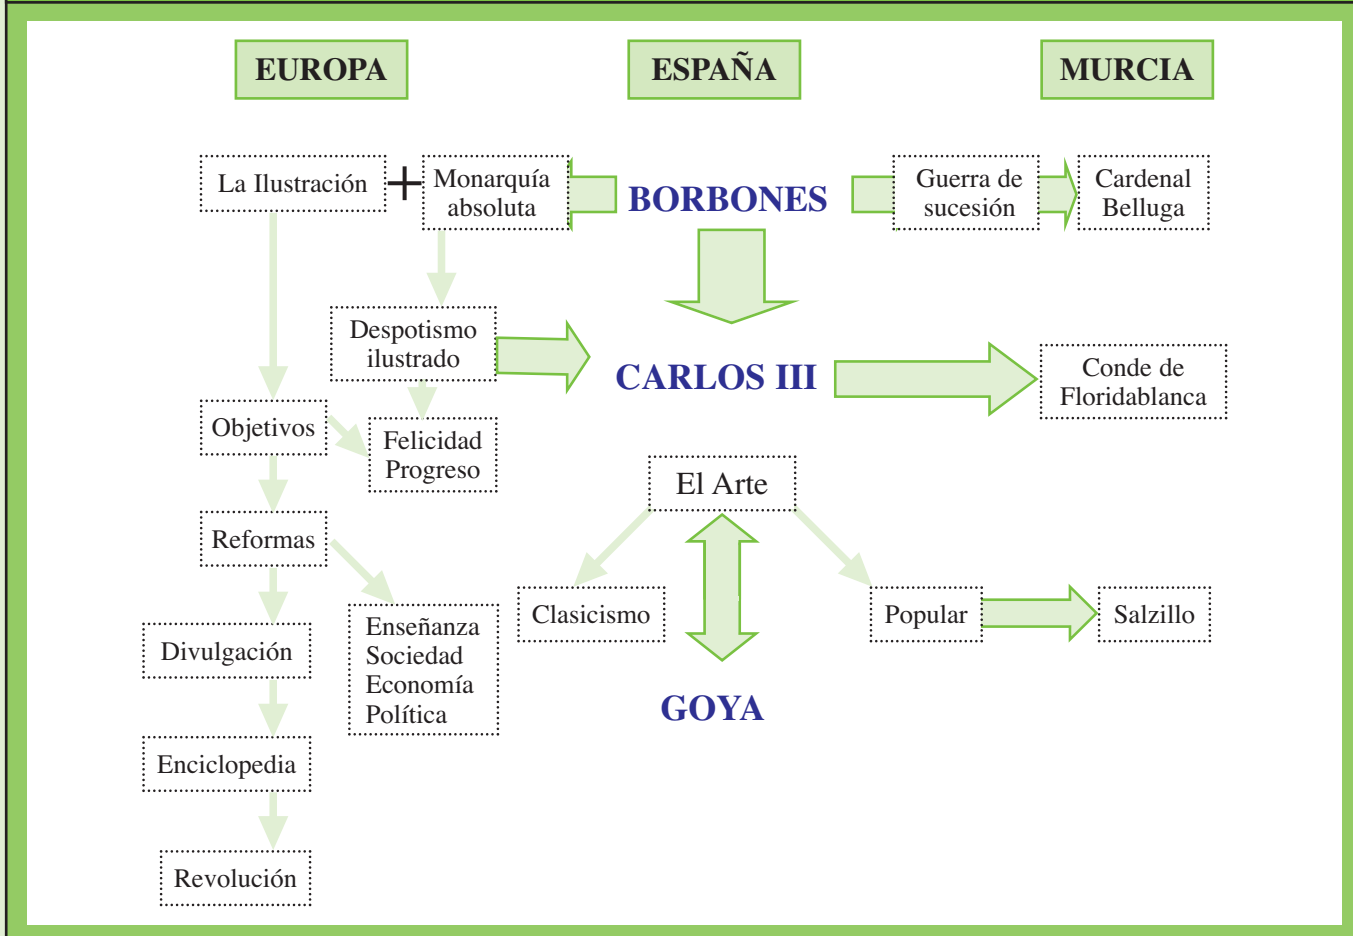 EUROPA
ESPAÑA
MURCIA
La Ilustración
+
Monarquía
absoluta
BORBONES
Guerra de
sucesión
Cardenal
Belluga
Despotismo
ilustrado
CARLOS III
Conde de
Floridablanca
Objetivos
Felicidad
Progreso
El Arte
Reformas
Clasicismo
Popular
Salzillo
Enseñanza
Sociedad
Economía
Política
Divulgación
GOYA
Enciclopedia
Revolución